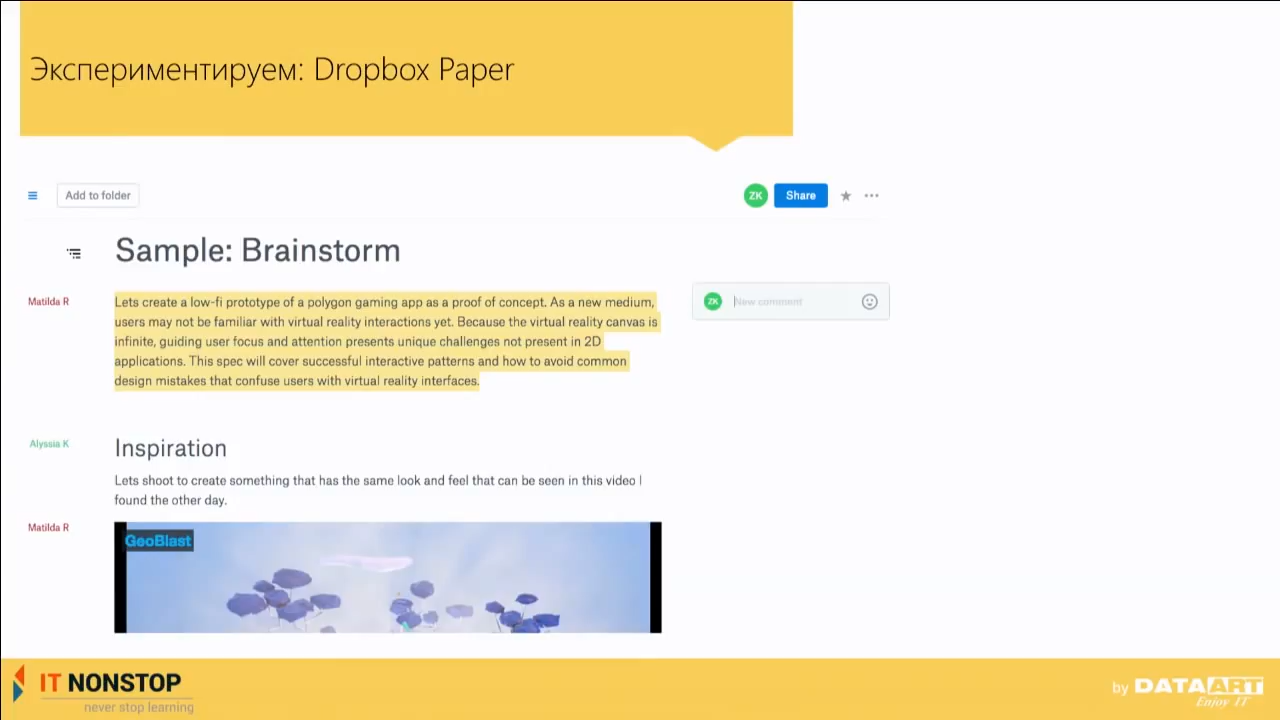 Экспериментируем: Dropbox Paper
Add to folder
ZK
Share
Sample: Brainstorm
Matilda R
Lets create a low-fi prototype of a polygon gaming app as a proof of concept. As a new medium,
users may not be familiar with virtual reality interactions yet. Because the virtual reality canvas is
infinite, guiding user focus and attention presents unique challenges not present in 2D
applications. This spec will cover successful interactive patterns and how to avoid common
design mistakes that confuse users with virtual reality interfaces.
ZK
New comment
Alyssia K
Inspiration
Lets shoot to create something that has the same look and feel that can be seen in this video I
found the other day.
Matilda R
GeoBlast
IT NONSTOP
never stop learning
by DATAART
Enjoy IT